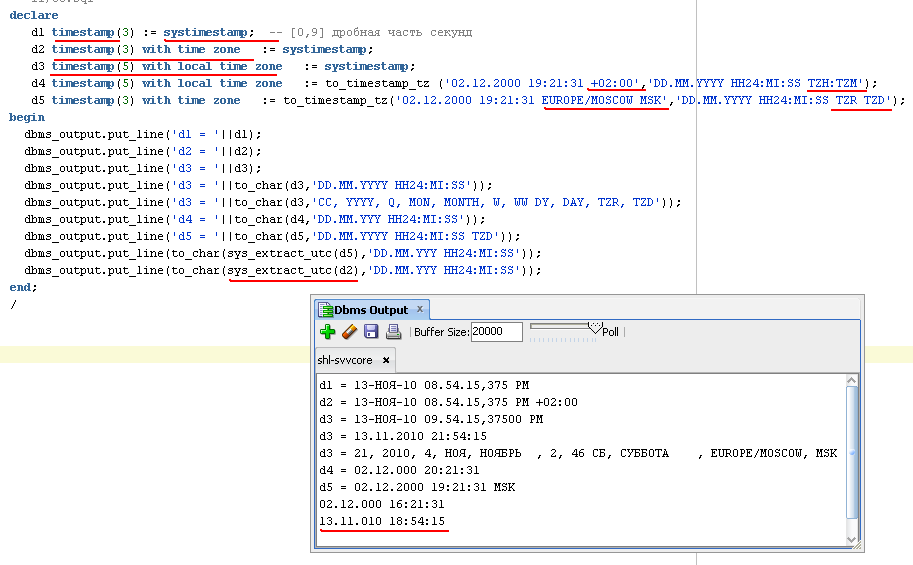 declare
d1 timestamp(3) := systimestamp; -- [0,9] дробная часть секунд
d2 timestamp(3) with time zone := systimestamp;
d3 timestamp(5) with local time zone := systimestamp;
d4 timestamp(5) with local time zone := to_timestamp_tz ('02.12.2000 19:21:31 +02:00','DD.MM.YYYY HH24:MI:SS TZH:TZM');
d5 timestamp(3) with time zone := to_timestamp_tz('02.12.2000 19:21:31 EUROPE/MOSCOW MSK','DD.MM.YYYY HH24:MI:SS TZR TZD');
begin
dbms_output.put_line('d1 = '||d1);
dbms_output.put_line('d2 = '||d2);
dbms_output.put_line('d3 = '||d3);
dbms_output.put_line('d3 = '||to_char(d3,'DD.MM.YYYY HH24:MI:SS'));
dbms_output.put_line('d3 = '||to_char(d3,'CC, YYYY, Q, MON, MONTH, W, WW DY, DAY, TZR, TZD'));
dbms_output.put_line('d4 = '||to_char(d4,'DD.MM.YYY HH24:MI:SS'));
dbms_output.put_line('d5 = '||to_char(d5,'DD.MM.YYYY HH24:MI:SS TZD'));
dbms_output.put_line(to_char(sys_extract_utc(d5),'DD.MM.YYY HH24:MI:SS'));
dbms_output.put_line(to_char(sys_extract_utc(d2),'DD.MM.YYY HH24:MI:SS'));
end;
/
Dbms Output x
Buffer Size: 20000 Poll
shl-svvcore
d1 = 13-НОЯ-10 08.54.15,375 PM
d2 = 13-НОЯ-10 08.54.15,375 PM +02:00
d3 = 13-НОЯ-10 09.54.15,37500 PM
d3 = 13.11.2010 21:54:15
d3 = 21, 2010, 4, НОЯ, НОЯБРЬ , 2, 46 СБ, СУББОТА , EUROPE/MOSCOW, MSK
d4 = 02.12.000 20:21:31
d5 = 02.12.2000 19:21:31 MSK
02.12.000 16:21:31
13.11.010 18:54:15